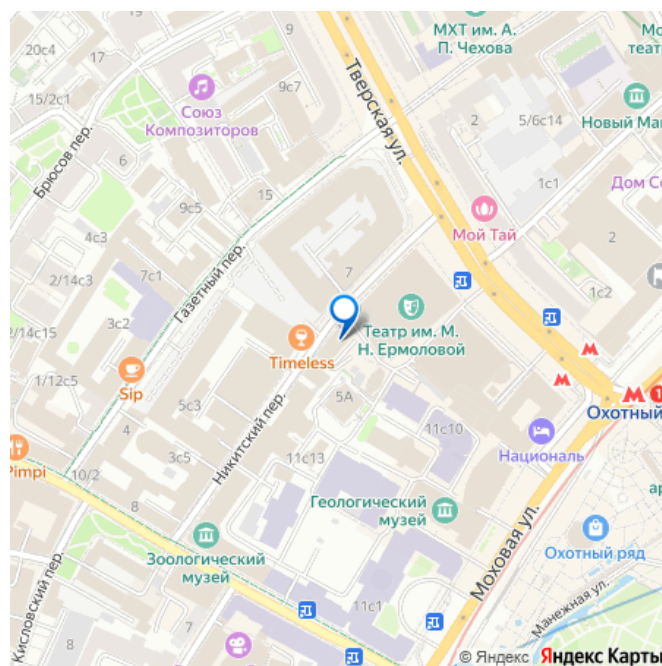 МХТ им. А.
П. Чехова
20с4
9с7
15/2с1
Союз
Композиторов
Тверская ул.
2
5/6с14
Новый Ман
Брюсов пер.
6
13
15
9с5
1с1
Дом Со
4с3
Мой Тай
2
2/14с3
7с1
Газетный пер.
7
1с2
2/14с15
3с2
Театр им. М.
Н. Ермоловой
Timeless
1/12с5
Sip
5с3
5А
Охотный
4
Никитский пер.
11с10
Националь
Pimpi
10/2
3с5
11с13
8
Геологический
музей
Моховая ул.
Охотный ряд
Зоологический
музей
Кисловский пер.
8
11с1
Манежная ул.
7
8
© Яндекс Яндекс Карты